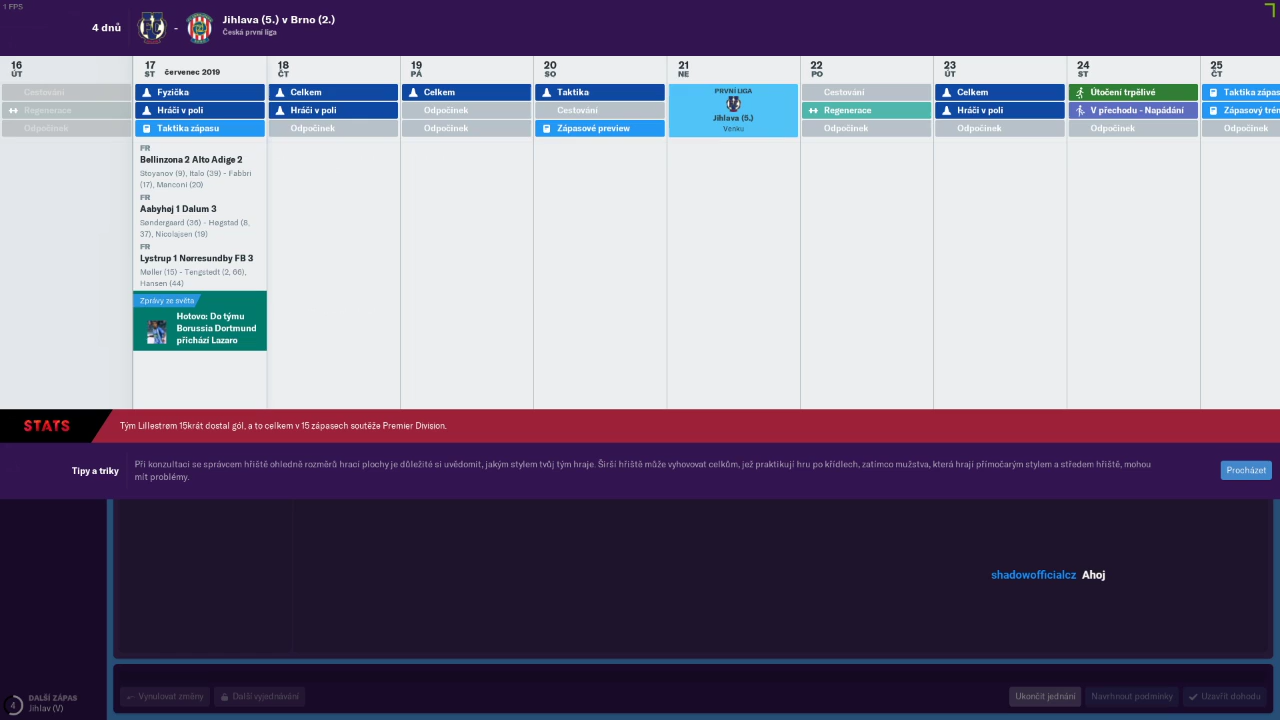 1 FPS
4 dnů
-
Jihlava (5.) v Brno (2.)
Česká první liga
16
ÚT
17
ST
červenec 2019
18
ČT
19
PÁ
20
SO
21
NE
22
PO
23
ÚT
24
ST
25
ČT
Cestování
Regenerace
Odpočinek
Fyzička
Hráči v poli
Taktika zápasu
Celkem
Hráči v poli
Odpočinek
Celkem
Odpočinek
Odpočinek
Taktika
Cestování
Zápasové preview
PRVNÍ LIGA
Jihlava (5.)
Venku
Cestování
Regenerace
Odpočinek
Celkem
Hráči v poli
Odpočinek
Útočení trpělivé
V přechodu - Napádání
Odpočinek
Taktika zápas
Zápasový trén
Odpočinek
FR
Bellinzona 2 Alto Adige 2
Stoyanov (9), Italo (39) - Fabbri
(17), Manconi (20)
FR
Aabyhøj 1 Dalum 3
Søndergaard (36) - Høgstad (8,
37), Nicolajsen (19)
FR
Lystrup 1 Nørresundby FB 3
Møller (15) - Tengstedt (2, 66),
Hansen (44)
Zprávy ze světa
Hotovo: Do týmu
Borussia Dortmund
přichází Lazaro
STATS
Tým Lillestrøm 15krát dostal gól, a to celkem v 15 zápasech soutěže Premier Division.
Tipy a triky
Při konzultaci se správcem hřiště ohledně rozměrů hrací plochy je důležité si uvědomit, jakým stylem tvůj tým hraje. Širší hřiště může vyhovovat celkům, jež praktikují hru po křídlech, zatímco mužstva, která hrají přímočarým stylem a středem hřiště, mohou
mít problémy.
Procházet
shadowofficialcz Ahoj
4
DALŠÍ ZÁPAS
Jihlav (V)
Vynulovat změny
Další vyjednávání
Ukončit jednání
Navrhnout podmínky
Uzavřít dohodu